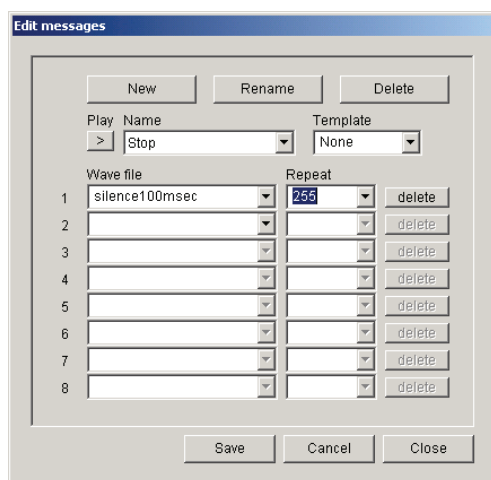 Edit messages
New Rename Delete
Play Name Template
> Stop None
Wave file Repeat
1 silence100msec 255 delete
2 delete
3 delete
4 delete
5 delete
6 delete
7 delete
8 delete
Save Cancel Close